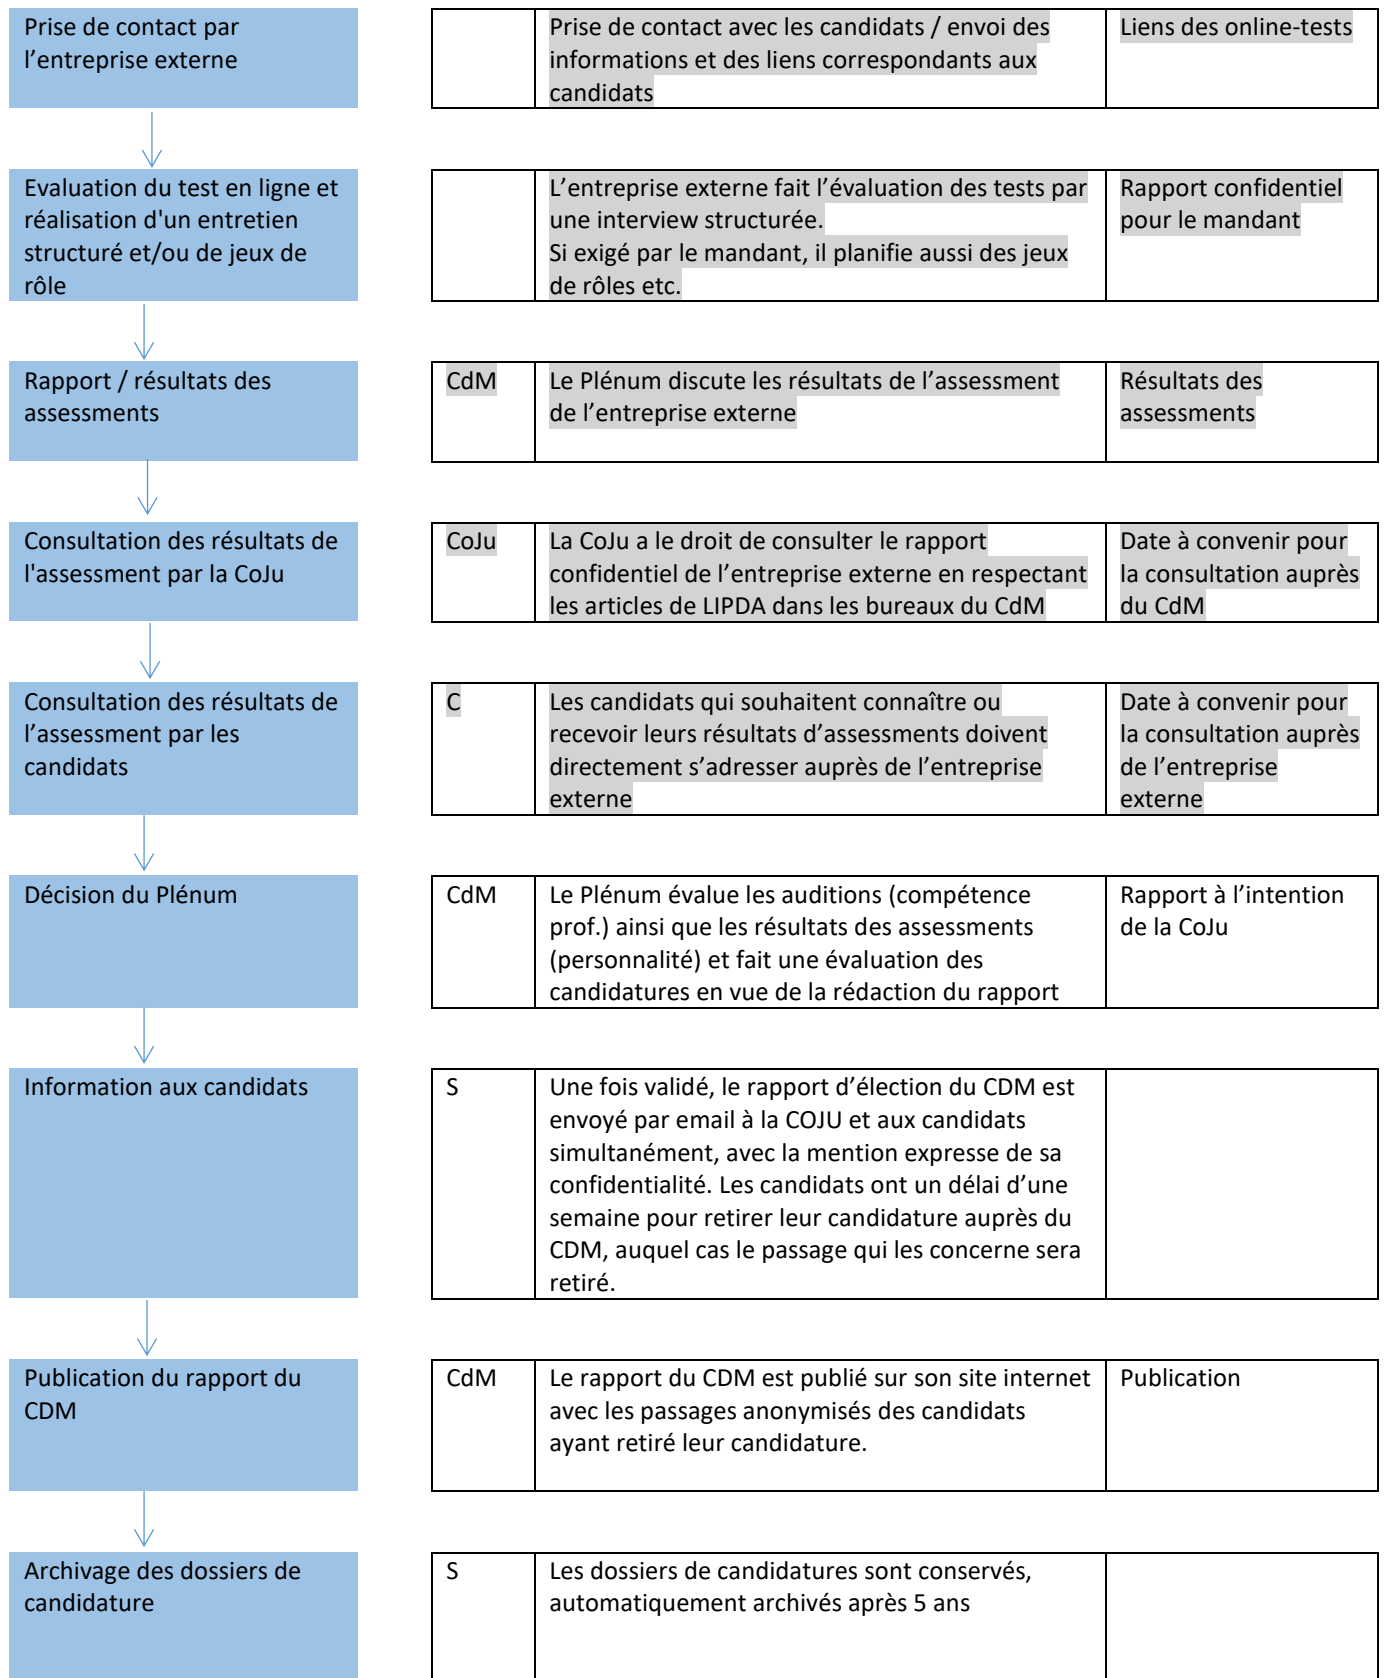 Prise de contact par
l’entreprise externe
Prise de contact avec les candidats / envoi des
informations et des liens correspondants aux
candidats
Liens des online-tests
Evaluation du test en ligne et
réalisation d'un entretien
structuré et/ou de jeux de
rôle
L’entreprise externe fait l’évaluation des tests par
une interview structurée.
Si exigé par le mandant, il planifie aussi des jeux
de rôles etc.
Rapport confidentiel
pour le mandant
Rapport / résultats des
assessments
CdM
Le Plénum discute les résultats de l’assessment
de l’entreprise externe
Résultats des
assessments
Consultation des résultats de
l'assessment par la CoJu
CoJu
La CoJu a le droit de consulter le rapport
confidentiel de l’entreprise externe en respectant
les articles de LIPDA dans les bureaux du CdM
Date à convenir pour
la consultation auprès
du CdM
Consultation des résultats de
l’assessment par les
candidats
C
Les candidats qui souhaitent connaître ou
recevoir leurs résultats d’assessments doivent
directement s’adresser auprès de l’entreprise
externe
Date à convenir pour
la consultation auprès
de l’entreprise
externe
Décision du Plénum
CdM
Le Plénum évalue les auditions (compétence
prof.) ainsi que les résultats des assessments
(personnalité) et fait une évaluation des
candidatures en vue de la rédaction du rapport
Rapport à l’intention
de la CoJu
Information aux candidats
S
Une fois validé, le rapport d’élection du CDM est
envoyé par email à la COJU et aux candidats
simultanément, avec la mention expresse de sa
confidentialité. Les candidats ont un délai d’une
semaine pour retirer leur candidature auprès du
CDM, auquel cas le passage qui les concerne sera
retiré.
Publication du rapport du
CDM
CdM
Le rapport du CDM est publié sur son site internet
avec les passages anonymisés des candidats
ayant retiré leur candidature.
Publication
Archivage des dossiers de
candidature
S
Les dossiers de candidatures sont conservés,
automatiquement archivés après 5 ans